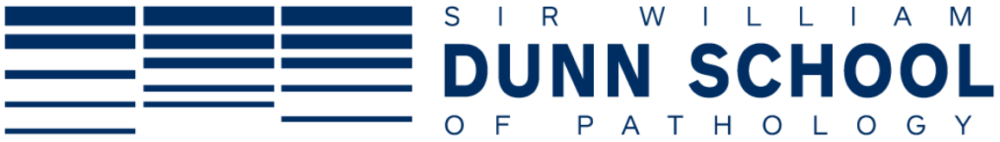 SIR WILLIAM
DUNN SCHOOL
OF PATHOLOGY